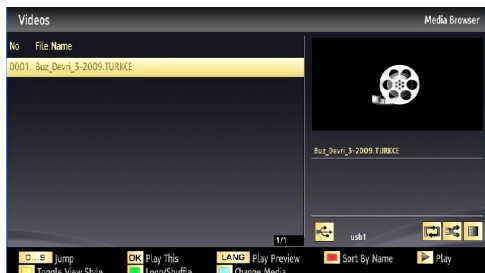 Videos
Media Browser
No File Name
0001. Buz_Devri_3-2009.TURKCE
Buz_Devri_3-2009.TURKCE
1/1
usb1
0...9 Jump
OK Play This
LANG Play Preview
Sort By Name
Play
Toggle View Style
Loop/Shuffle
Change Media